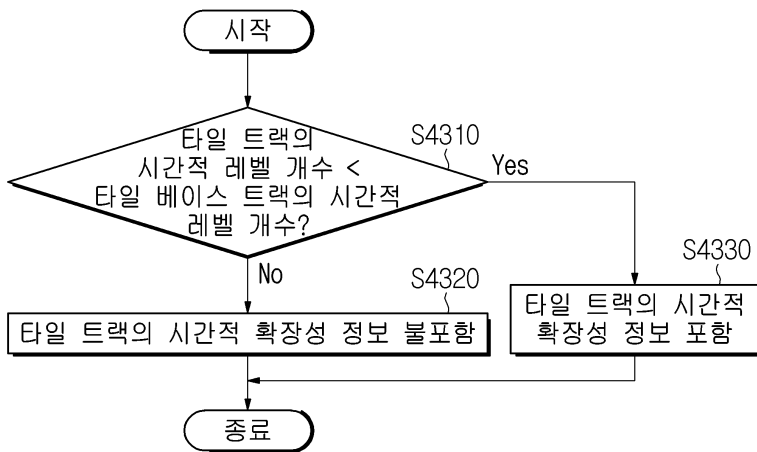 시작
S4310
타일 트랙의
시간적 레벨 개수 <
타일 베이스 트랙의 시간적
레벨 개수?
Yes
No
S4320
타일 트랙의 시간적 확장성 정보 불포함
S4330
타일 트랙의 시간적
확장성 정보 포함
종료